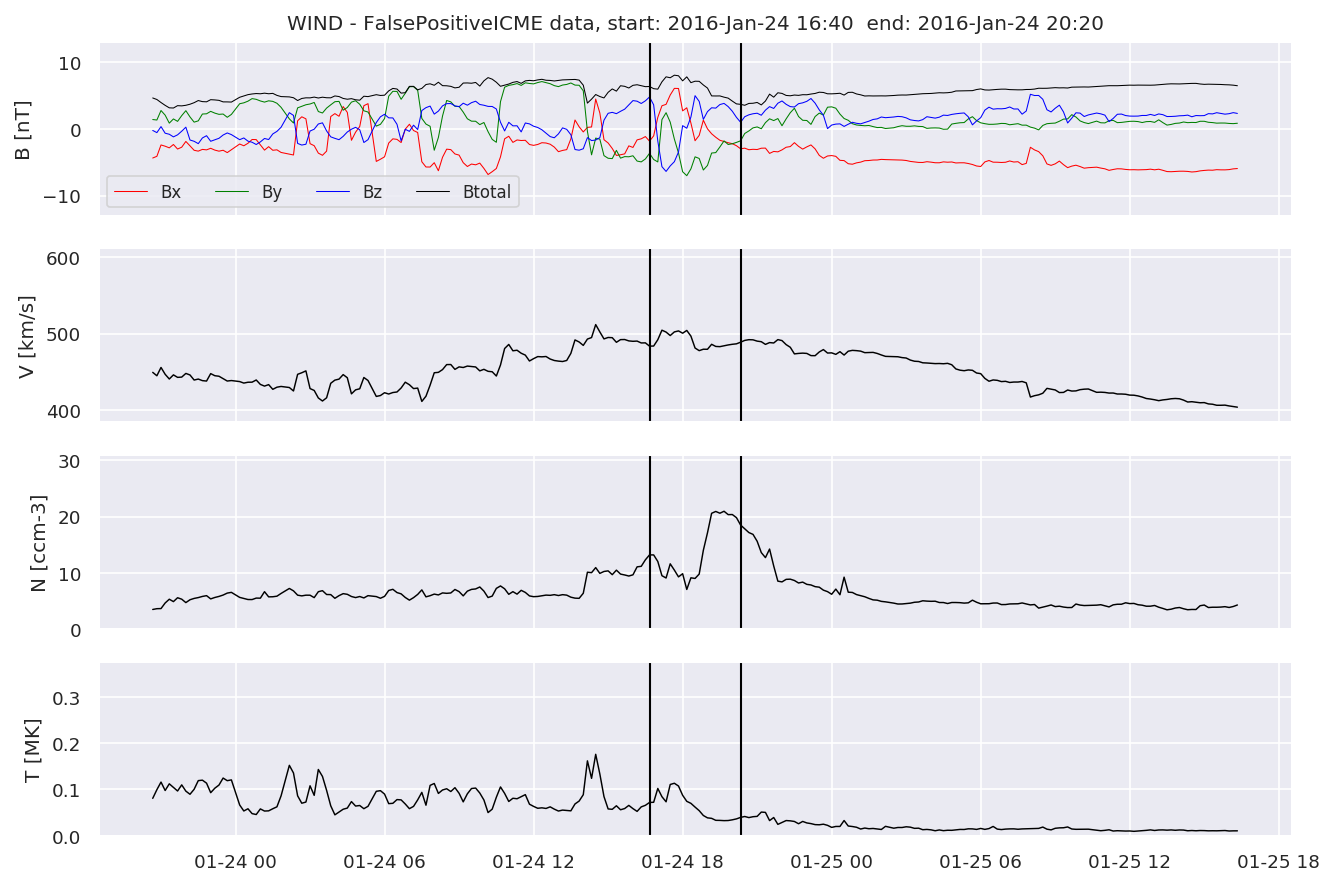 WIND - FalsePositiveICME data, start: 2016-Jan-24 16:40  end: 2016-Jan-24 20:20
B [nT]
10
0
−10
Bx By Bz Btotal
V [km/s]
600
500
400
N [ccm-3]
30
20
10
0
T [MK]
0.3
0.2
0.1
0.0
01-24 00 01-24 06 01-24 12 01-24 18 01-25 00 01-25 06 01-25 12 01-25 18